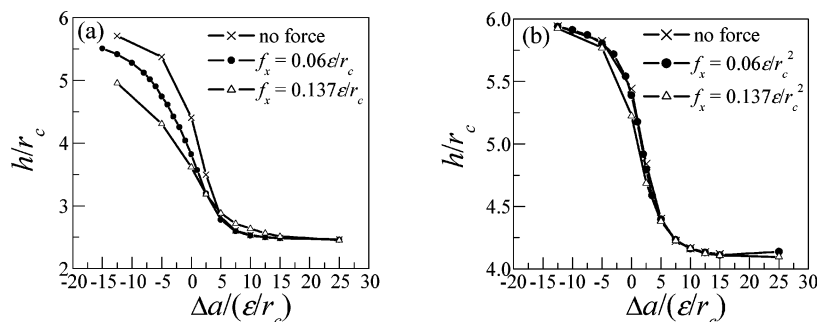 (a)
no force
f_x = 0.06ε/r_c
f_x = 0.137ε/r_c
h/r_c
6
5
4
3
2
-20 -15 -10 -5 0 5 10 15 20 25 30
Δa/(ε/r_c)
(b)
no force
f_x = 0.06ε/r_c^2
f_x = 0.137ε/r_c^2
h/r_c
6.0
5.5
5.0
4.5
4.0
-20 -15 -10 -5 0 5 10 15 20 25 30
Δa/(ε/r_c)